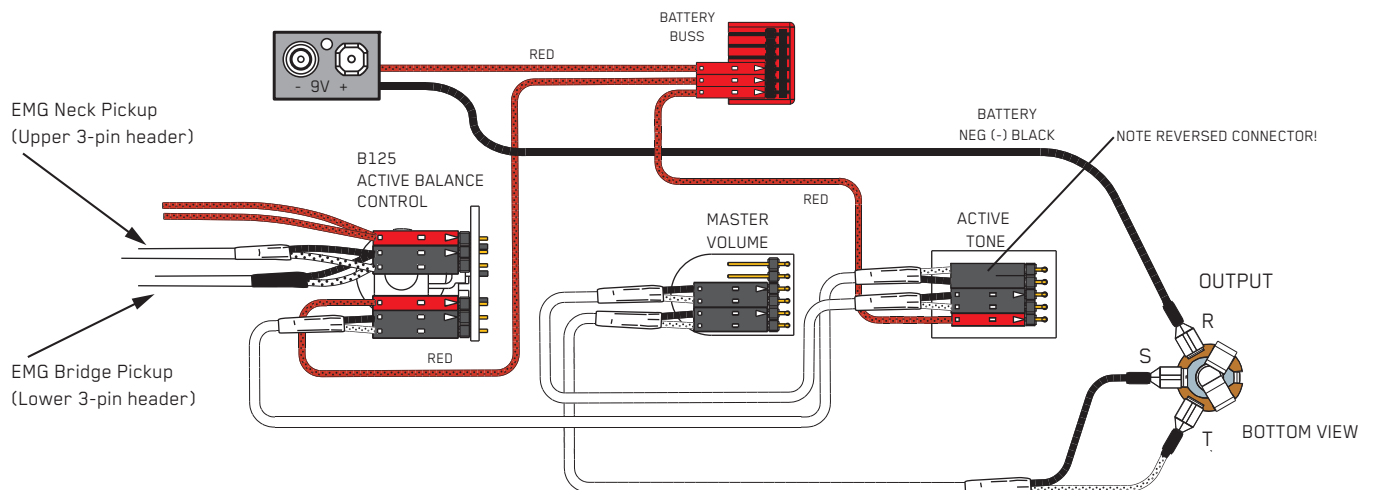 BATTERY
BUSS
RED
- 9V +
EMG Neck Pickup
(Upper 3-pin header)
BATTERY
NEG (-) BLACK
NOTE REVERSED CONNECTOR!
B125
ACTIVE BALANCE
CONTROL
RED
MASTER
VOLUME
ACTIVE
TONE
OUTPUT
R
S
RED
EMG Bridge Pickup
(Lower 3-pin header)
T
BOTTOM VIEW